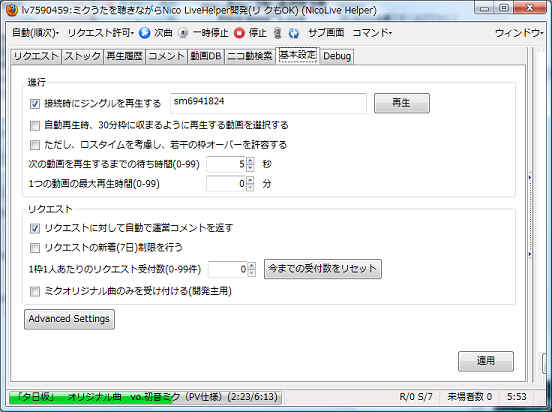 lv7590459:ミクうたを聴きながらNico LiveHelper開発(リ クもOK) (NicoLive Helper)
自動(順次) リクエスト許可 次曲 一時停止 停止 サブ画面 コマンド ウィンドウ
リクエスト ストック 再生履歴 コメント 動画DB ニコ動検索 基本設定 Debug
進行
接続時にジングルを再生する sm6941824 再生
自動再生時、30分枠に収まるように再生する動画を選択する
ただし、ロスタイムを考慮し、若干の枠オーバーを許容する
次の動画を再生するまでの待ち時間(0-99) 5 秒
1つの動画の最大再生時間(0-99) 0 分
リクエスト
リクエストに対して自動で運営コメントを返す
リクエストの新着(7日)制限を行う
1枠1人あたりのリクエスト受付数(0-99件) 0 今までの受付数をリセット
ミクオリジナル曲のみを受け付ける(開発主用)
Advanced Settings
適用
「夕日坂」 オリジナル曲 vo.初音ミク（PV仕様）(2:23/6:13) R/0 S/7 来場者数 0 5:53